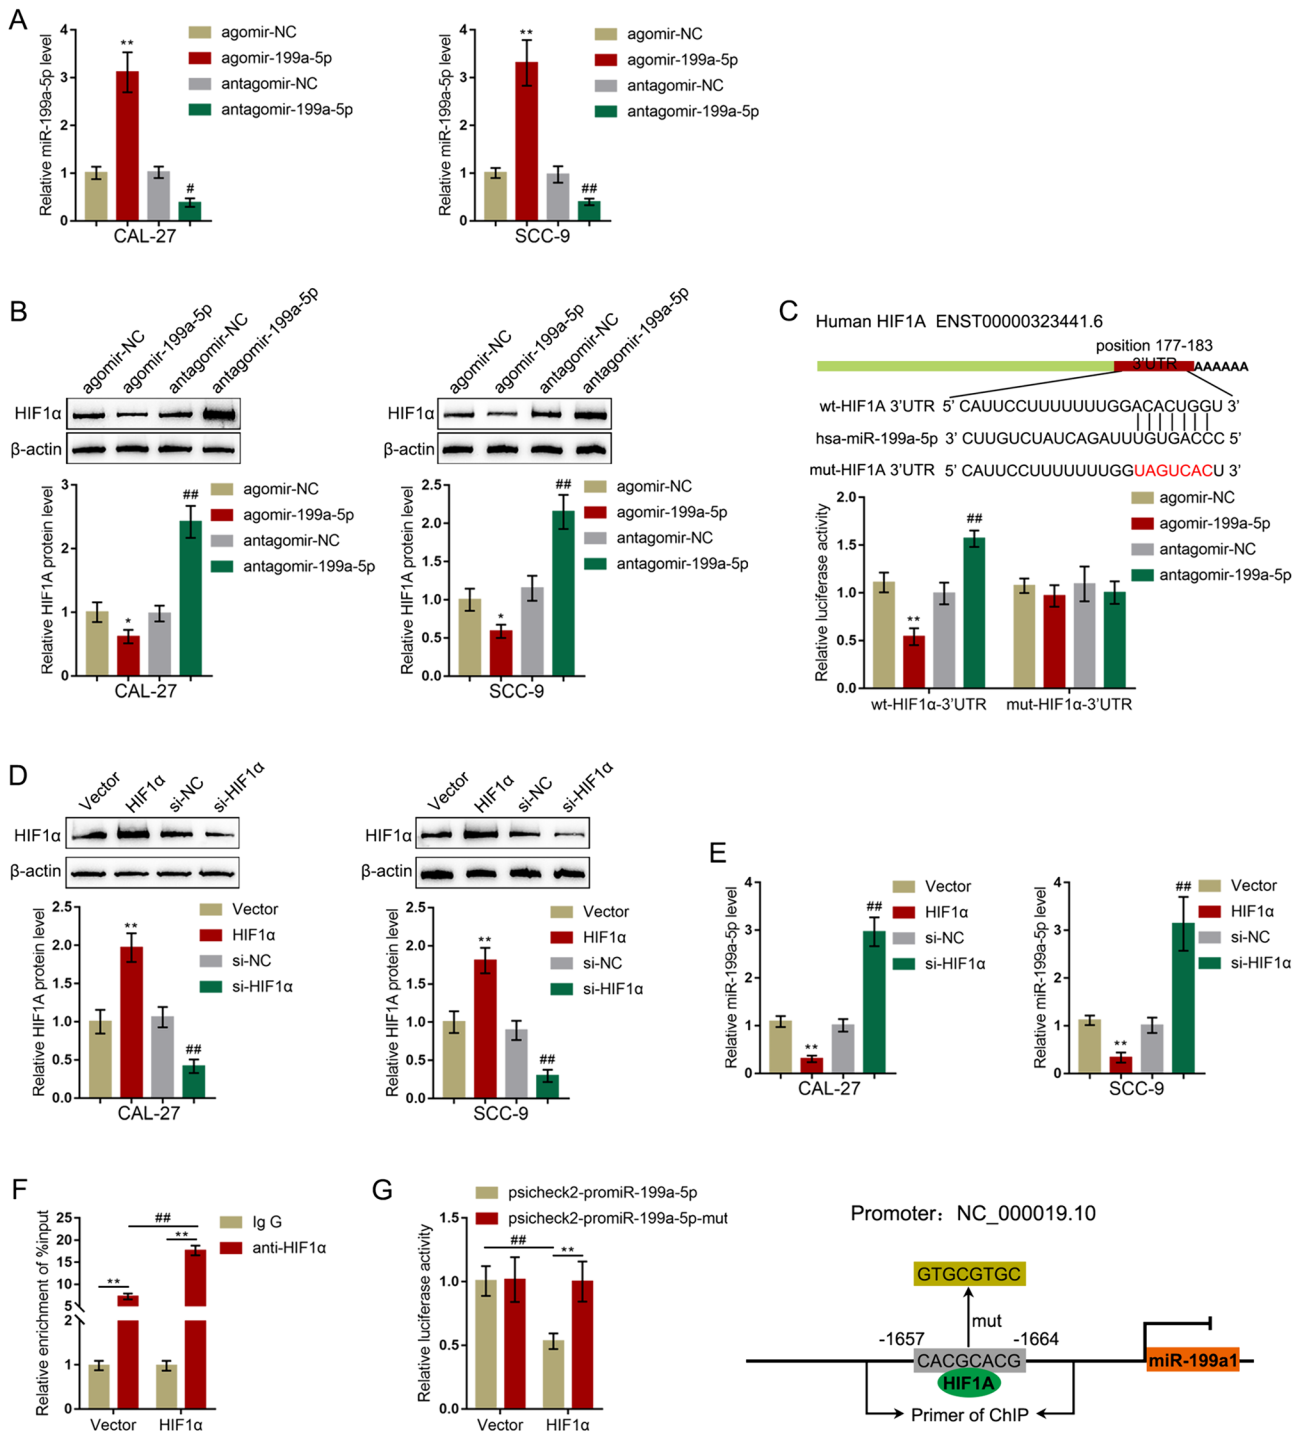 A
Relative miR-199a-5p level
4
3
2
1
0
**
#
CAL-27
agomir-NC
agomir-199a-5p
antagomir-NC
antagomir-199a-5p
Relative miR-199a-5p level
4
3
2
1
0
**
##
SCC-9
agomir-NC
agomir-199a-5p
antagomir-NC
antagomir-199a-5p
B
agomir-NC
agomir-199a-5p
antagomir-NC
antagomir-199a-5p
HIF1α
β-actin
Relative HIF1A protein level
3
2
1
0
*
##
CAL-27
agomir-NC
agomir-199a-5p
antagomir-NC
antagomir-199a-5p
agomir-NC
agomir-199a-5p
antagomir-NC
antagomir-199a-5p
HIF1α
β-actin
Relative HIF1A protein level
2.5
2.0
1.5
1.0
0.5
0.0
*
##
SCC-9
agomir-NC
agomir-199a-5p
antagomir-NC
antagomir-199a-5p
C
Human HIF1A ENST00000323441.6
position 177-183
3'UTR
AAAAAA
wt-HIF1A 3'UTR 5' CAUUCCUUUUUUUGGACACUGGU 3'
hsa-miR-199a-5p 3' CUUGUCUAUCAGAUUUGUGACCC 5'
mut-HIF1A 3'UTR 5' CAUUCCUUUUUUUGGUAGUCACU 3'
Relative luciferase activity
2.0
1.5
1.0
0.5
0.0
**
##
wt-HIF1α-3'UTR
mut-HIF1α-3'UTR
agomir-NC
agomir-199a-5p
antagomir-NC
antagomir-199a-5p
D
Vector
HIF1α
si-NC
si-HIF1α
HIF1α
β-actin
Relative HIF1A protein level
2.5
2.0
1.5
1.0
0.5
0.0
**
##
CAL-27
Vector
HIF1α
si-NC
si-HIF1α
Vector
HIF1α
si-NC
si-HIF1α
HIF1α
β-actin
Relative HIF1A protein level
2.5
2.0
1.5
1.0
0.5
0.0
**
##
SCC-9
Vector
HIF1α
si-NC
si-HIF1α
E
Relative miR-199a-5p level
4
3
2
1
0
**
##
CAL-27
Vector
HIF1α
si-NC
si-HIF1α
Relative miR-199a-5p level
4
3
2
1
0
**
##
SCC-9
Vector
HIF1α
si-NC
si-HIF1α
F
Relative enrichment of %input
25
20
15
10
5
2
1
0
**
##
**
Vector
HIF1α
Ig G
anti-HIF1α
G
psicheck2-promiR-199a-5p
psicheck2-promiR-199a-5p-mut
Relative luciferase activity
1.5
1.0
0.5
0.0
##
**
Vector
HIF1α
Promoter: NC_000019.10
GTGCGTGC
mut
-1657
-1664
CACGCACG
HIF1A
miR-199a1
Primer of ChIP